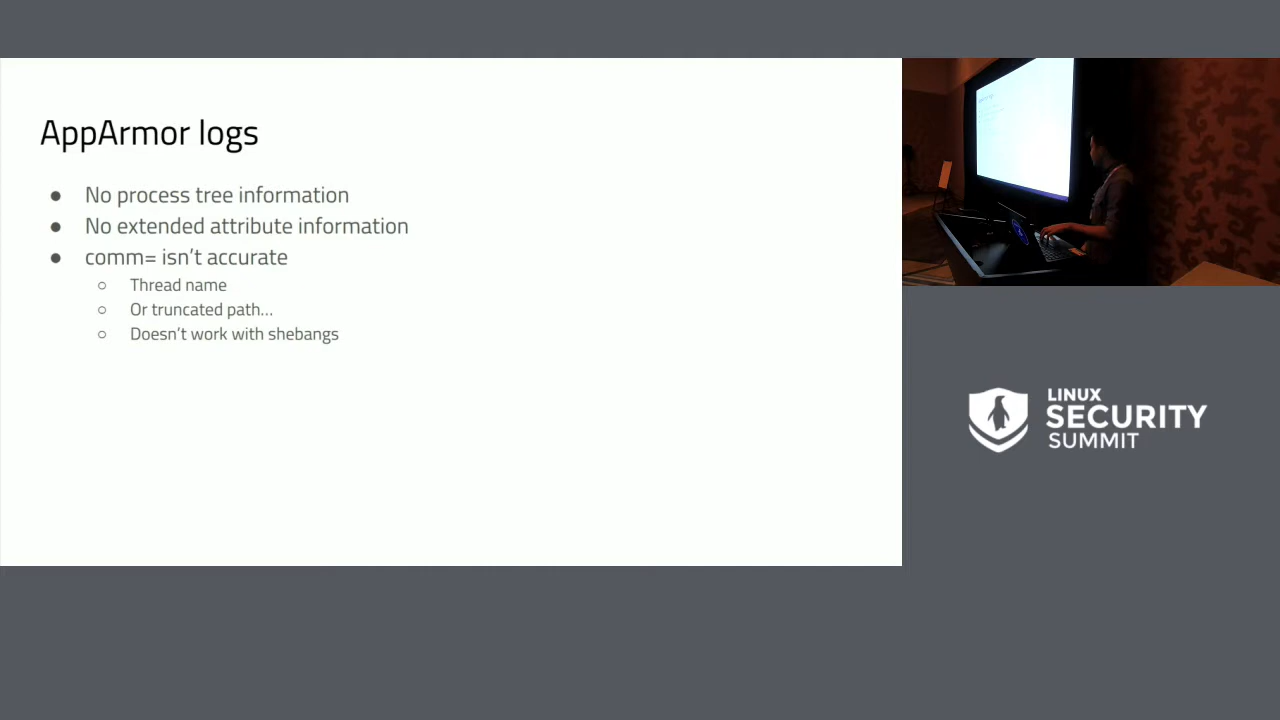 AppArmor logs
● No process tree information
● No extended attribute information
● comm= isn’t accurate
○ Thread name
○ Or truncated path...
○ Doesn’t work with shebangs
LINUX
SECURITY
SUMMIT